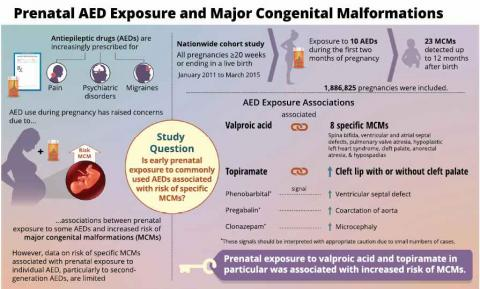 Prenatal AED Exposure and Major Congenital Malformations
Antiepileptic drugs (AEDs) are
increasingly prescribed for
Pain
Psychiatric
disorders
Migraines
AED use during pregnancy has raised concerns
due to...
Risk
MCM
...associations between prenatal
exposure to some AEDs and increased risk of
major congenital malformations (MCMs)
However, data on risk of specific MCMs
associated with prenatal exposure to
individual AED, particularly to second-
generation AEDs, are limited
Study
Question
Is early prenatal
exposure to commonly
used AEDs associated
with risk of specific
MCMs?
Nationwide cohort study
All pregnancies ≥20 weeks
or ending in a live birth
January 2011 to March 2015
Exposure to 10 AEDs
during the first two
months of pregnancy
23 MCMs
detected up
to 12 months
after birth
1,886,825 pregnancies were included.
AED Exposure Associations
associated
Valproic acid
8 specific MCMs
Spina bifida, ventricular and atrial septal
defects, pulmonary valva atresia, hypoplastic
left heart syndrome, cleft palate, anorectal
atresia, & hypospadias
Topiramate
↑ Cleft lip with or without cleft palate
signal
Phenobarbital*
↑ Ventricular septal defect
Pregabalin*
↑ Coarctation of aorta
Clonazepam*
↑ Microcephaly
*These signals should be interpreted with appropriate caution due to small numbers of cases.
Prenatal exposure to valproic acid and topiramate in
particular was associated with increased risk of MCMs.